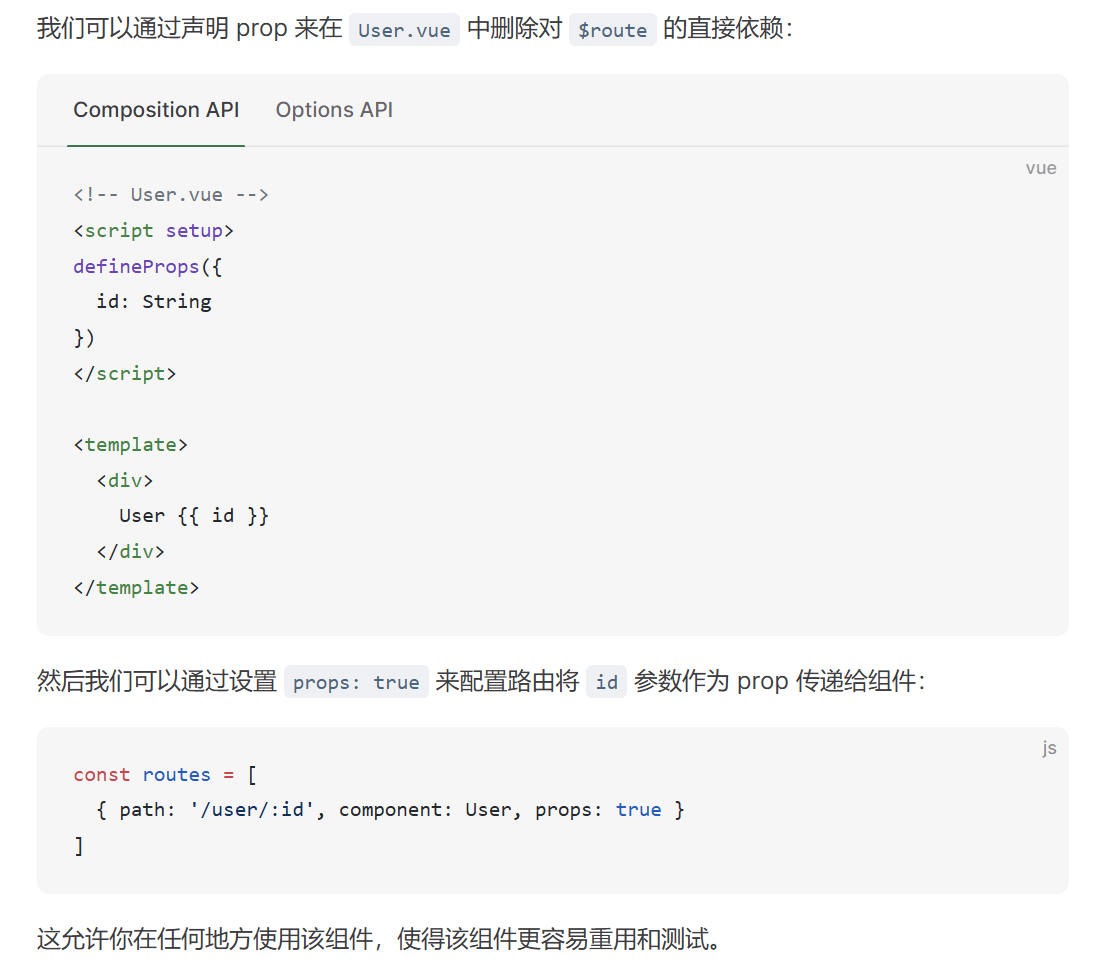 我们可以通过声明 prop 来在 User.vue 中删除对 $route 的直接依赖：
Composition API Options API
vue
<!-- User.vue -->
<script setup>
defineProps({
  id: String
})
</script>

<template>
  <div>
    User {{ id }}
  </div>
</template>
然后我们可以通过设置 props: true 来配置路由将 id 参数作为 prop 传递给组件：
js
const routes = [
  { path: '/user/:id', component: User, props: true }
]
这允许你在任何地方使用该组件，使得该组件更容易重用和测试。